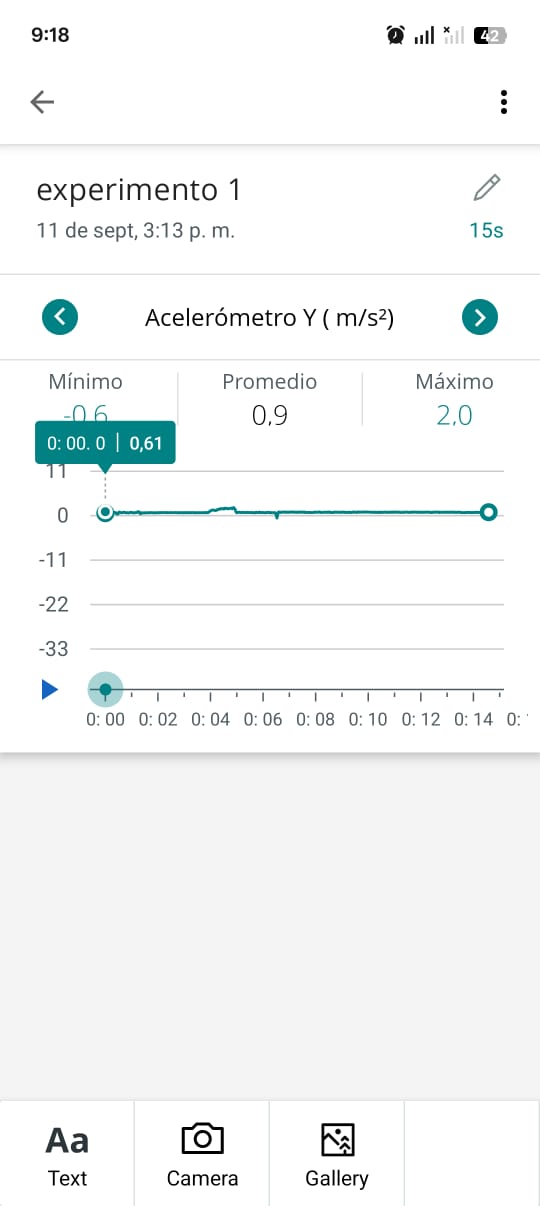 9:18
42
experimento 1
11 de sept, 3:13 p. m.
15s
Acelerómetro Y ( m/s²)
Mínimo
Promedio
Máximo
-0,6
0,9
2,0
0: 00. 0 | 0,61
11
0
-11
-22
-33
0: 00 0: 02 0: 04 0: 06 0: 08 0: 10 0: 12 0: 14 0:
Aa
Text
Camera
Gallery